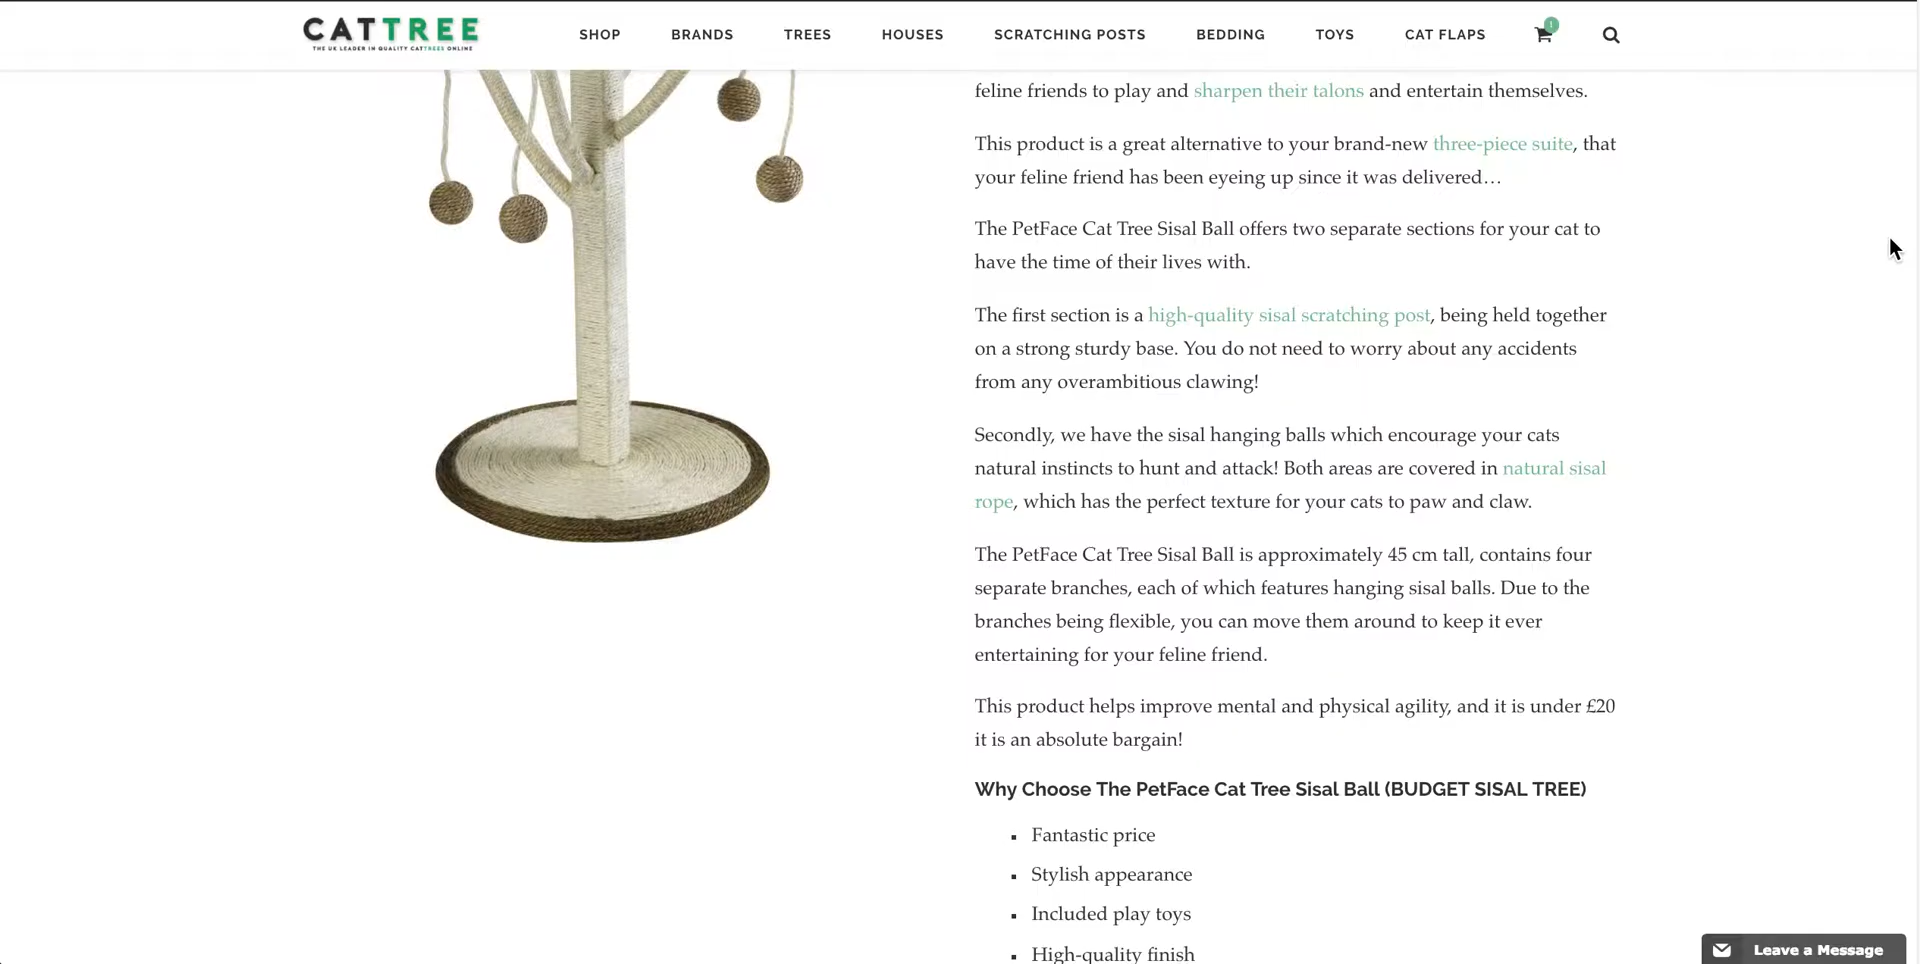 CATTREE
THE UK LEADER IN QUALITY CATTREES ONLINE
SHOP
BRANDS
TREES
HOUSES
SCRATCHING POSTS
BEDDING
TOYS
CAT FLAPS
1
feline friends to play and sharpen their talons and entertain themselves.
This product is a great alternative to your brand-new three-piece suite, that
your feline friend has been eyeing up since it was delivered…
The PetFace Cat Tree Sisal Ball offers two separate sections for your cat to
have the time of their lives with.
The first section is a high-quality sisal scratching post, being held together
on a strong sturdy base. You do not need to worry about any accidents
from any overambitious clawing!
Secondly, we have the sisal hanging balls which encourage your cats
natural instincts to hunt and attack! Both areas are covered in natural sisal
rope, which has the perfect texture for your cats to paw and claw.
The PetFace Cat Tree Sisal Ball is approximately 45 cm tall, contains four
separate branches, each of which features hanging sisal balls. Due to the
branches being flexible, you can move them around to keep it ever
entertaining for your feline friend.
This product helps improve mental and physical agility, and it is under £20
it is an absolute bargain!
Why Choose The PetFace Cat Tree Sisal Ball (BUDGET SISAL TREE)
Fantastic price
Stylish appearance
Included play toys
High-quality finish
Leave a Message